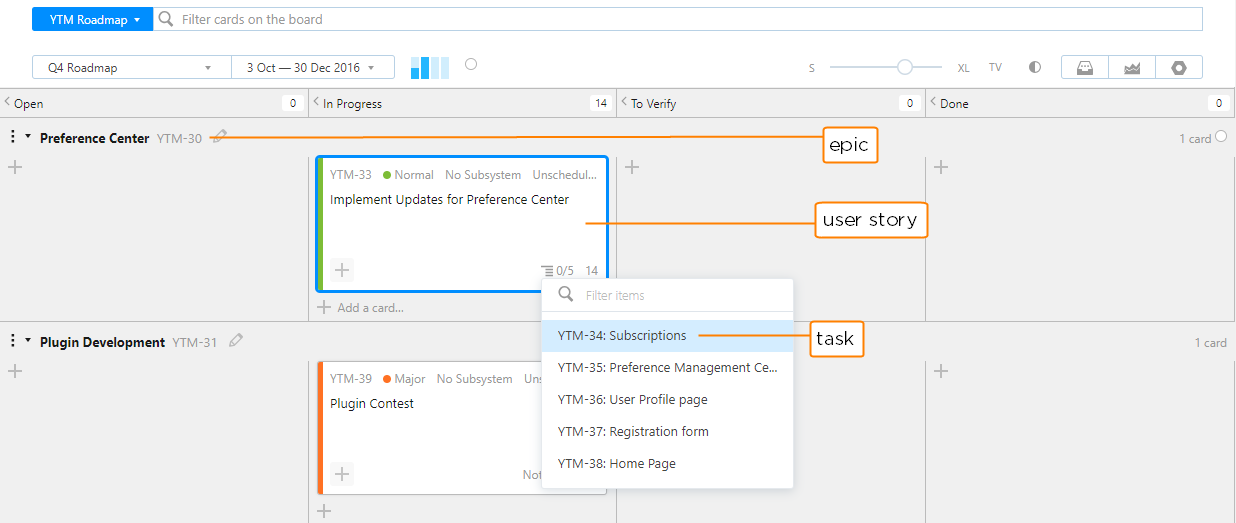 YTM Roadmap
Filter cards on the board
Q4 Roadmap
3 Oct — 30 Dec 2016
S
XL
TV
Open
0
In Progress
14
To Verify
0
Done
0
Preference Center YTM-30
epic
1 card
YTM-33 Normal No Subsystem Unschedul...
Implement Updates for Preference Center
user story
0/5 14
Filter items
Add a card...
YTM-34: Subscriptions
task
Plugin Development YTM-31
1 card
YTM-35: Preference Management Ce...
YTM-39 Major No Subsystem Uns
YTM-36: User Profile page
Plugin Contest
YTM-37: Registration form
YTM-38: Home Page
Not